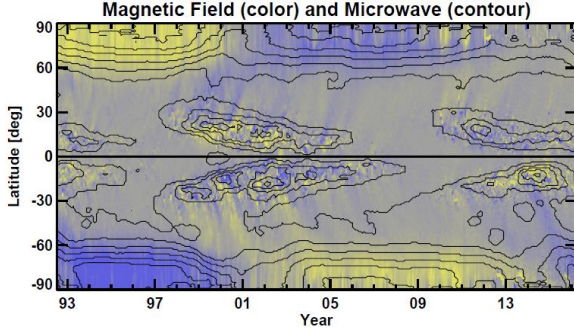 Magnetic Field (color) and Microwave (contour)
90
60
30
0
-30
-60
-90
Latitude [deg]
93 97 01 05 09 13
Year